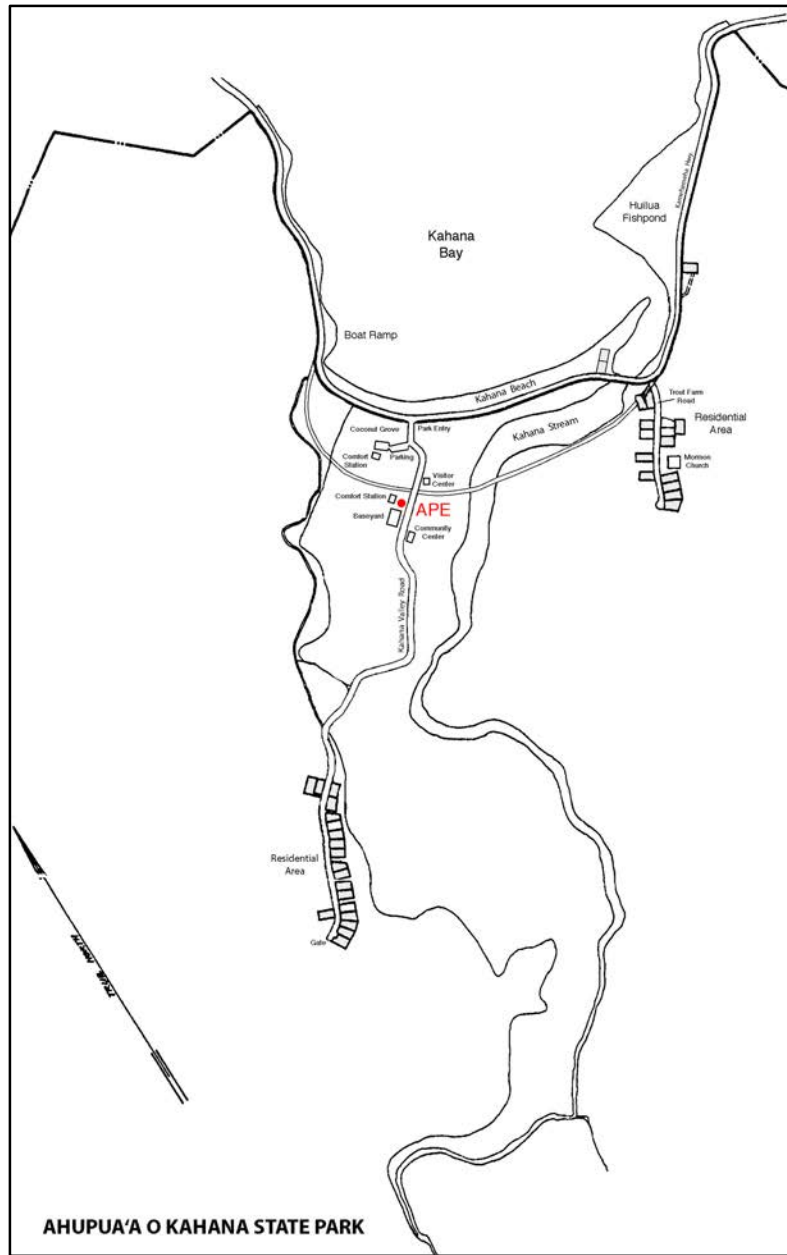 Kamehameha Hwy
Huilua
Fishpond
Kahana
Bay
Boat Ramp
Kahana Beach
Trout Farm
Road
Coconut Grove
Park Entry
Kahana Stream
Residential
Area
Comfort
Station
Parking
Mormon
Church
Visitor
Center
Comfort Station
APE
Baseyard
Community
Center
Kahana Valley Road
Residential
Area
Gate
TRUE NORTH
AHUPUA‘A O KAHANA STATE PARK